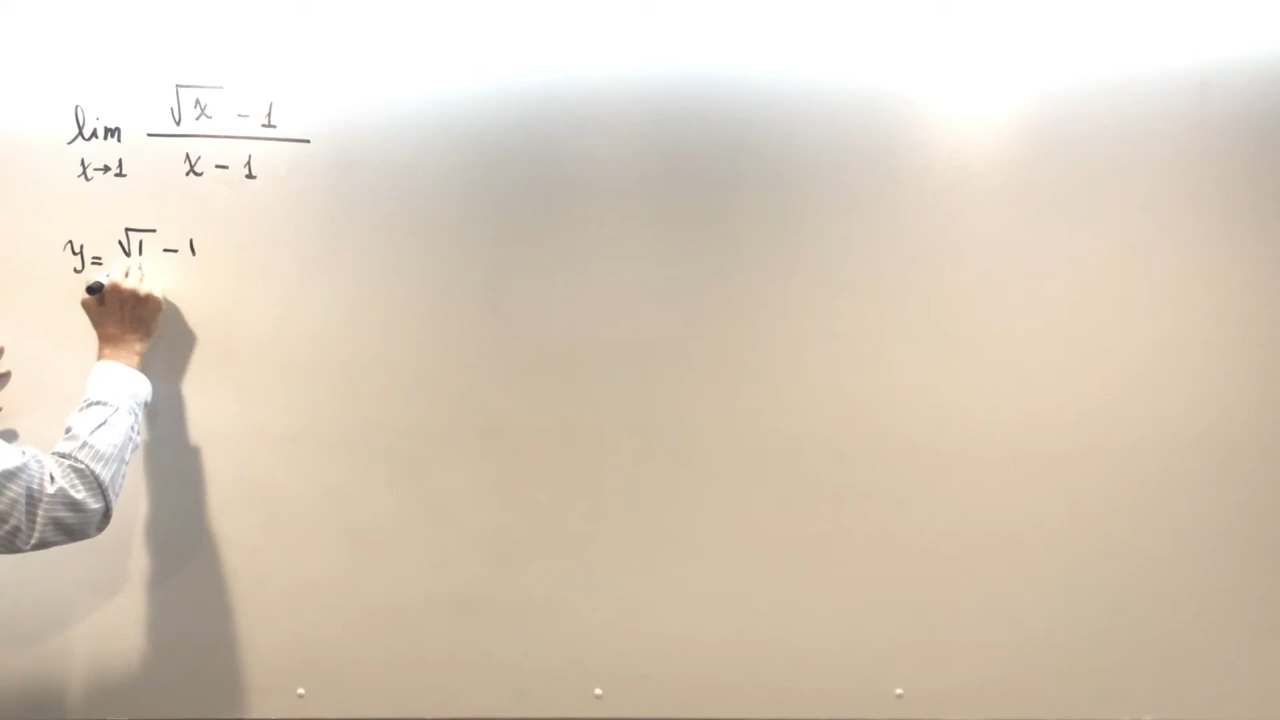 lim √x - 1
x→1 x - 1
y = √1 - 1